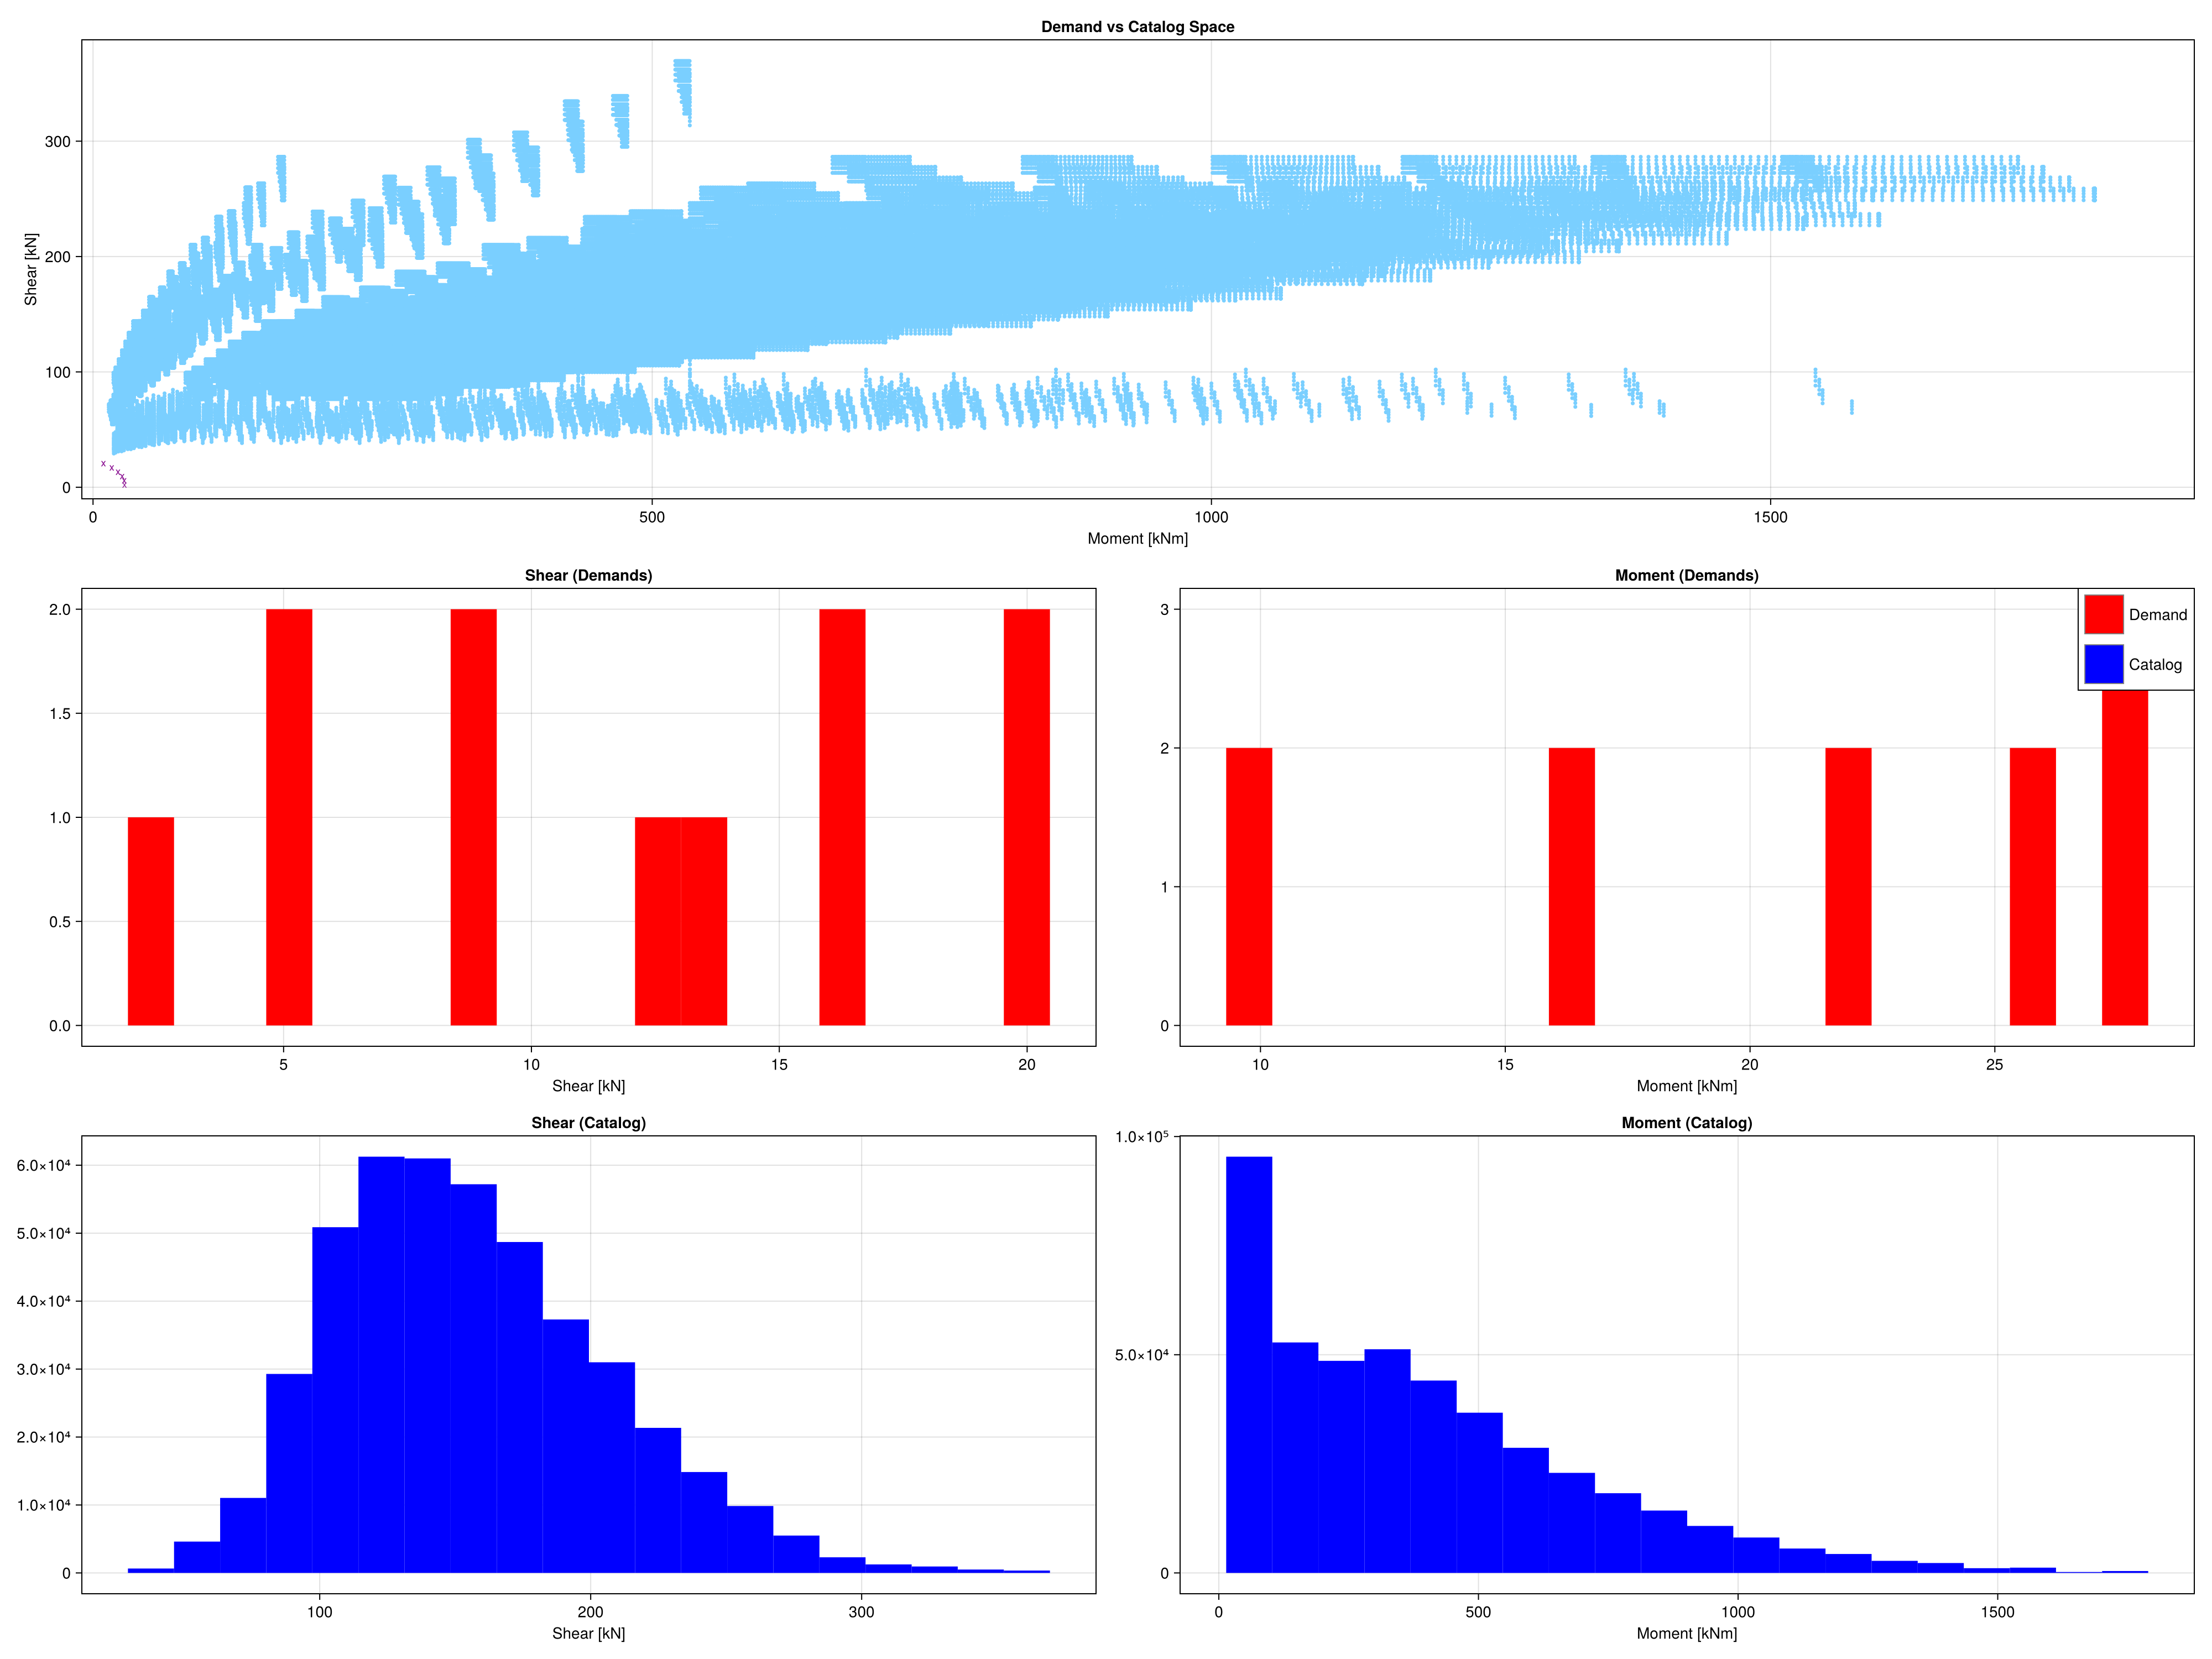 Demand vs Catalog Space
Shear [kN]
300
200
100
0
0 500 1000 1500
Moment [kNm]
Shear (Demands)
2.0
1.5
1.0
0.5
0.0
5 10 15 20
Shear [kN]
Moment (Demands)
3
2
1
0
Demand
Catalog
10 15 20 25
Moment [kNm]
Shear (Catalog)
6.0×10⁴
5.0×10⁴
4.0×10⁴
3.0×10⁴
2.0×10⁴
1.0×10⁴
0
100 200 300
Shear [kN]
Moment (Catalog)
1.0×10⁵
5.0×10⁴
0
0 500 1000 1500
Moment [kNm]